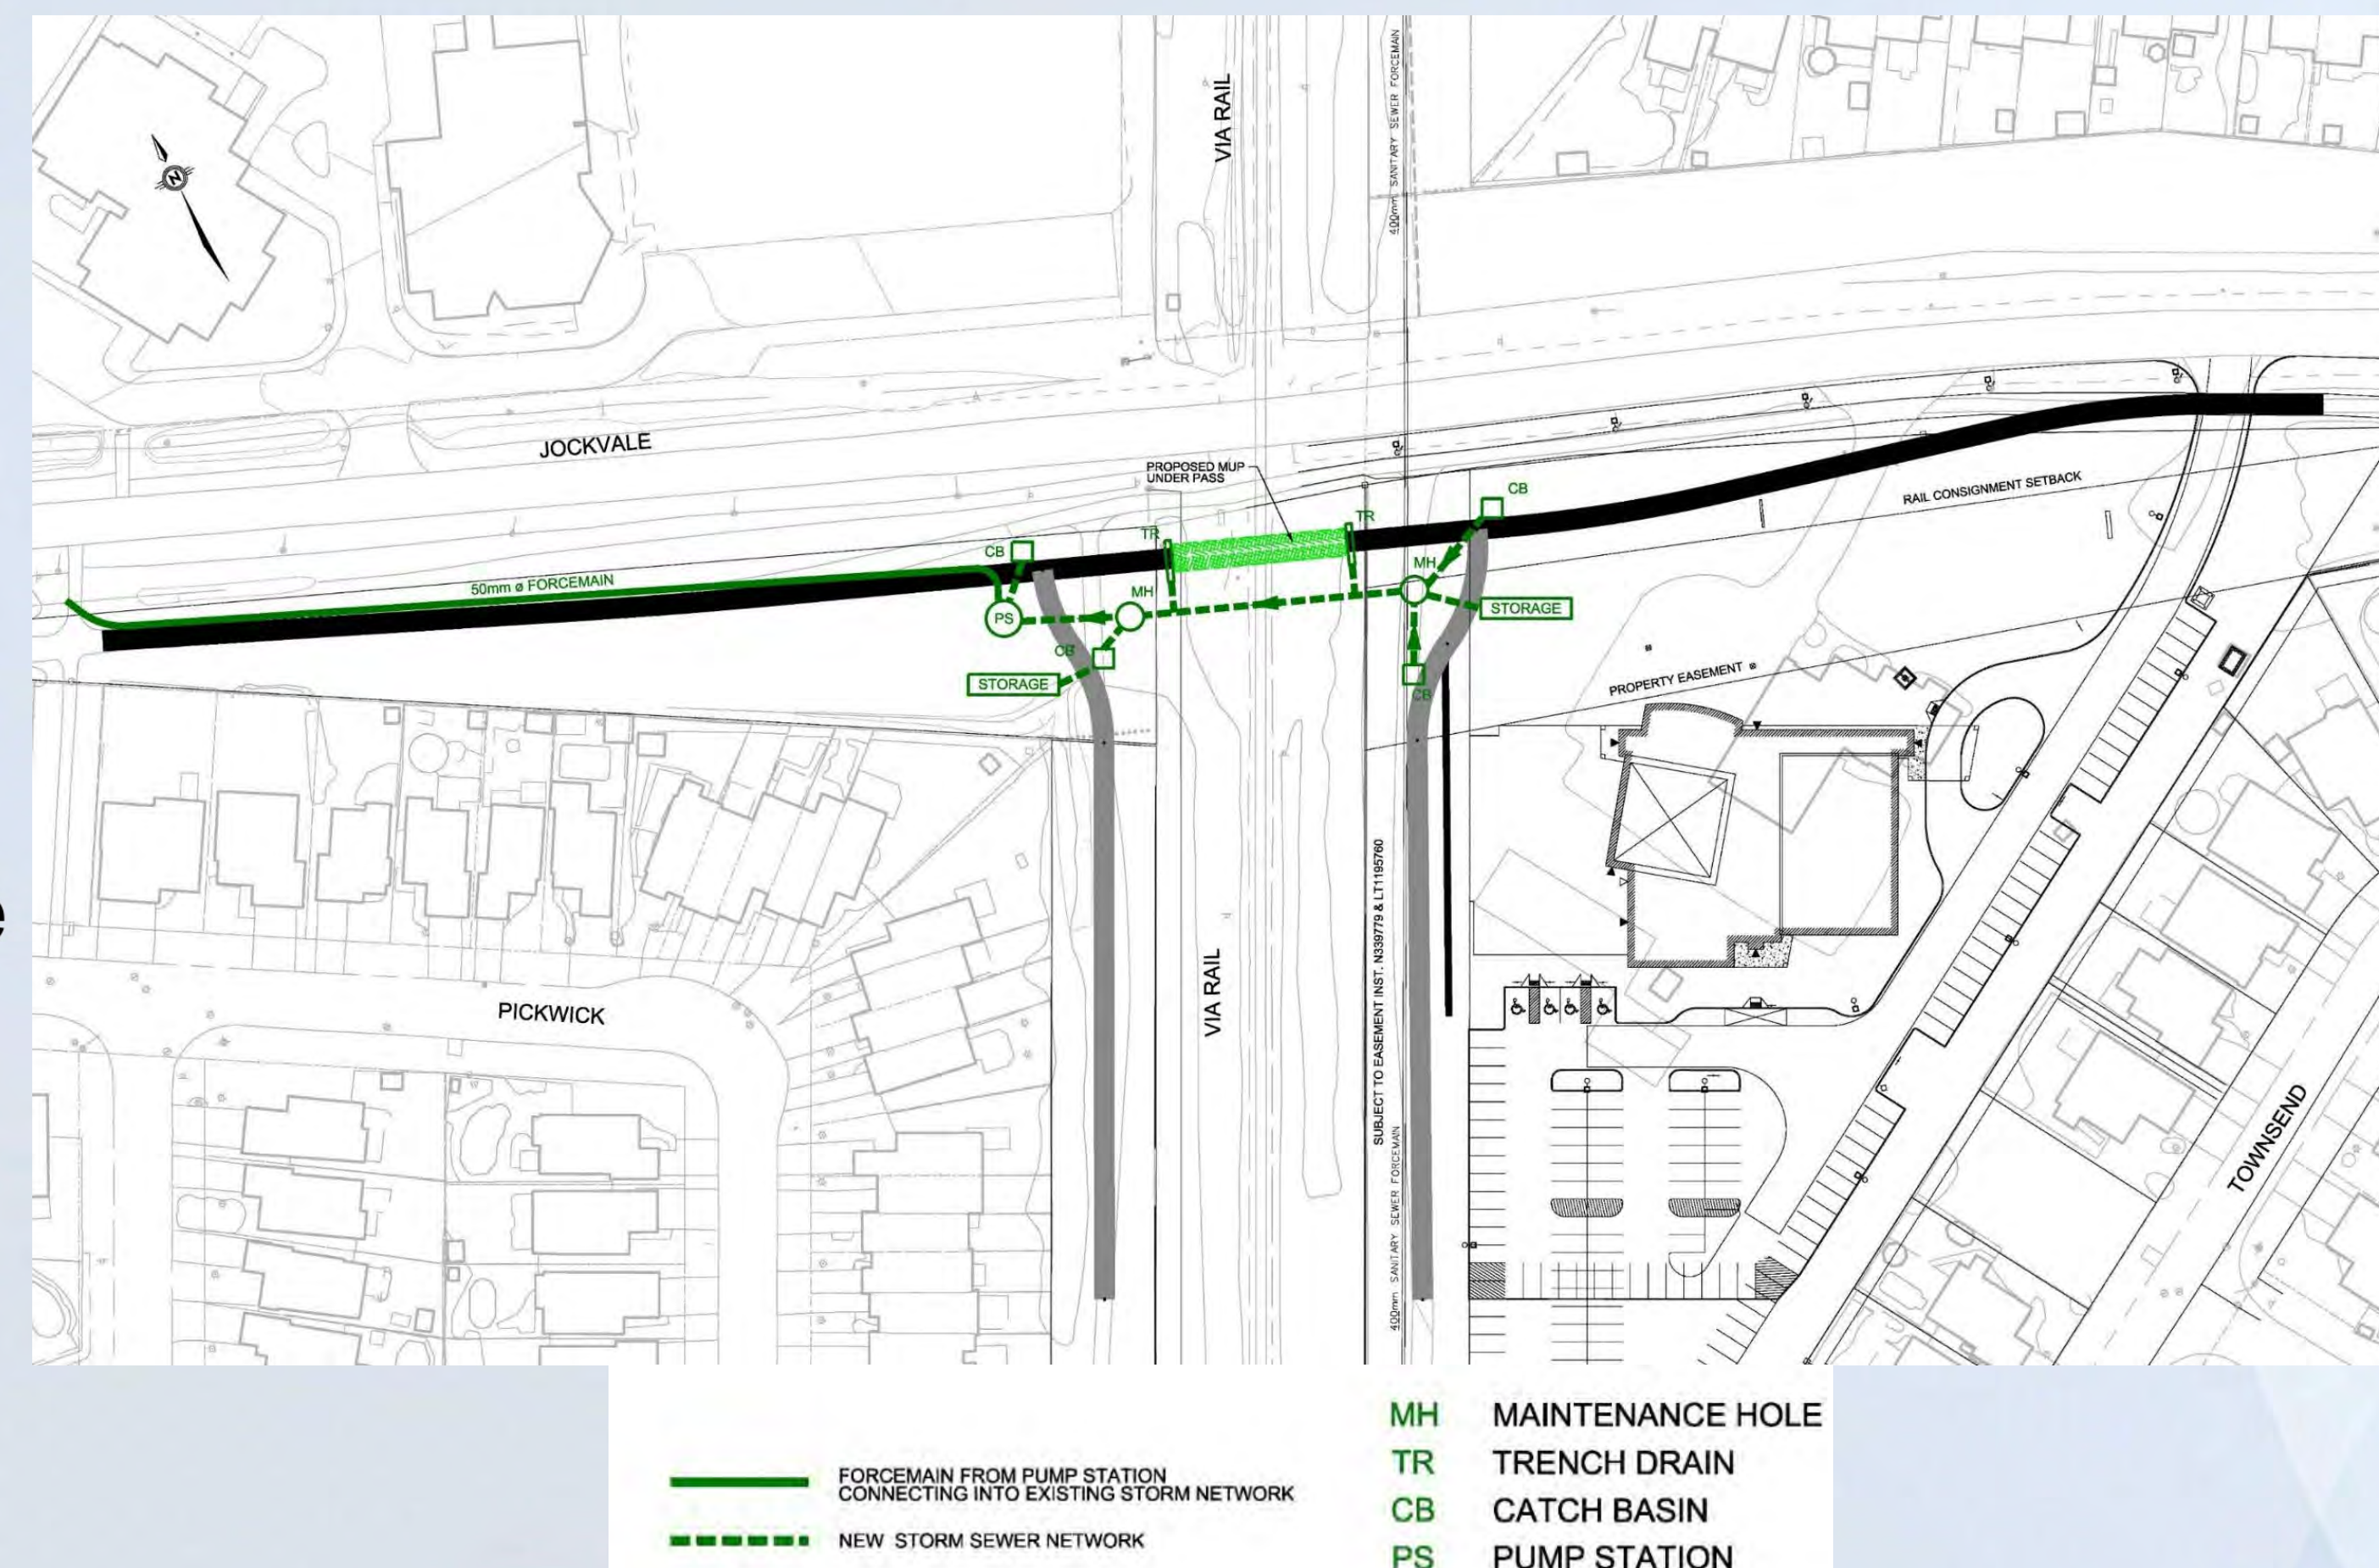 VIA RAIL
400mm SANITARY SEWER FORCEMAIN
N
JOCKVALE
PROPOSED MUP
UNDER PASS
CB
RAIL CONSIGNMENT SETBACK
TR
TR
CB
50mm ø FORCEMAIN
MH
MH
PS
STORAGE
CB
STORAGE
CB
PROPERTY EASEMENT
SUBJECT TO EASEMENT INST. N339779 & LT1195760
VIA RAIL
PICKWICK
400mm SANITARY SEWER FORCEMAIN
TOWNSEND
e
FORCEMAIN FROM PUMP STATION
CONNECTING INTO EXISTING STORM NETWORK
NEW STORM SEWER NETWORK
MH MAINTENANCE HOLE
TR TRENCH DRAIN
CB CATCH BASIN
PS PUMP STATION